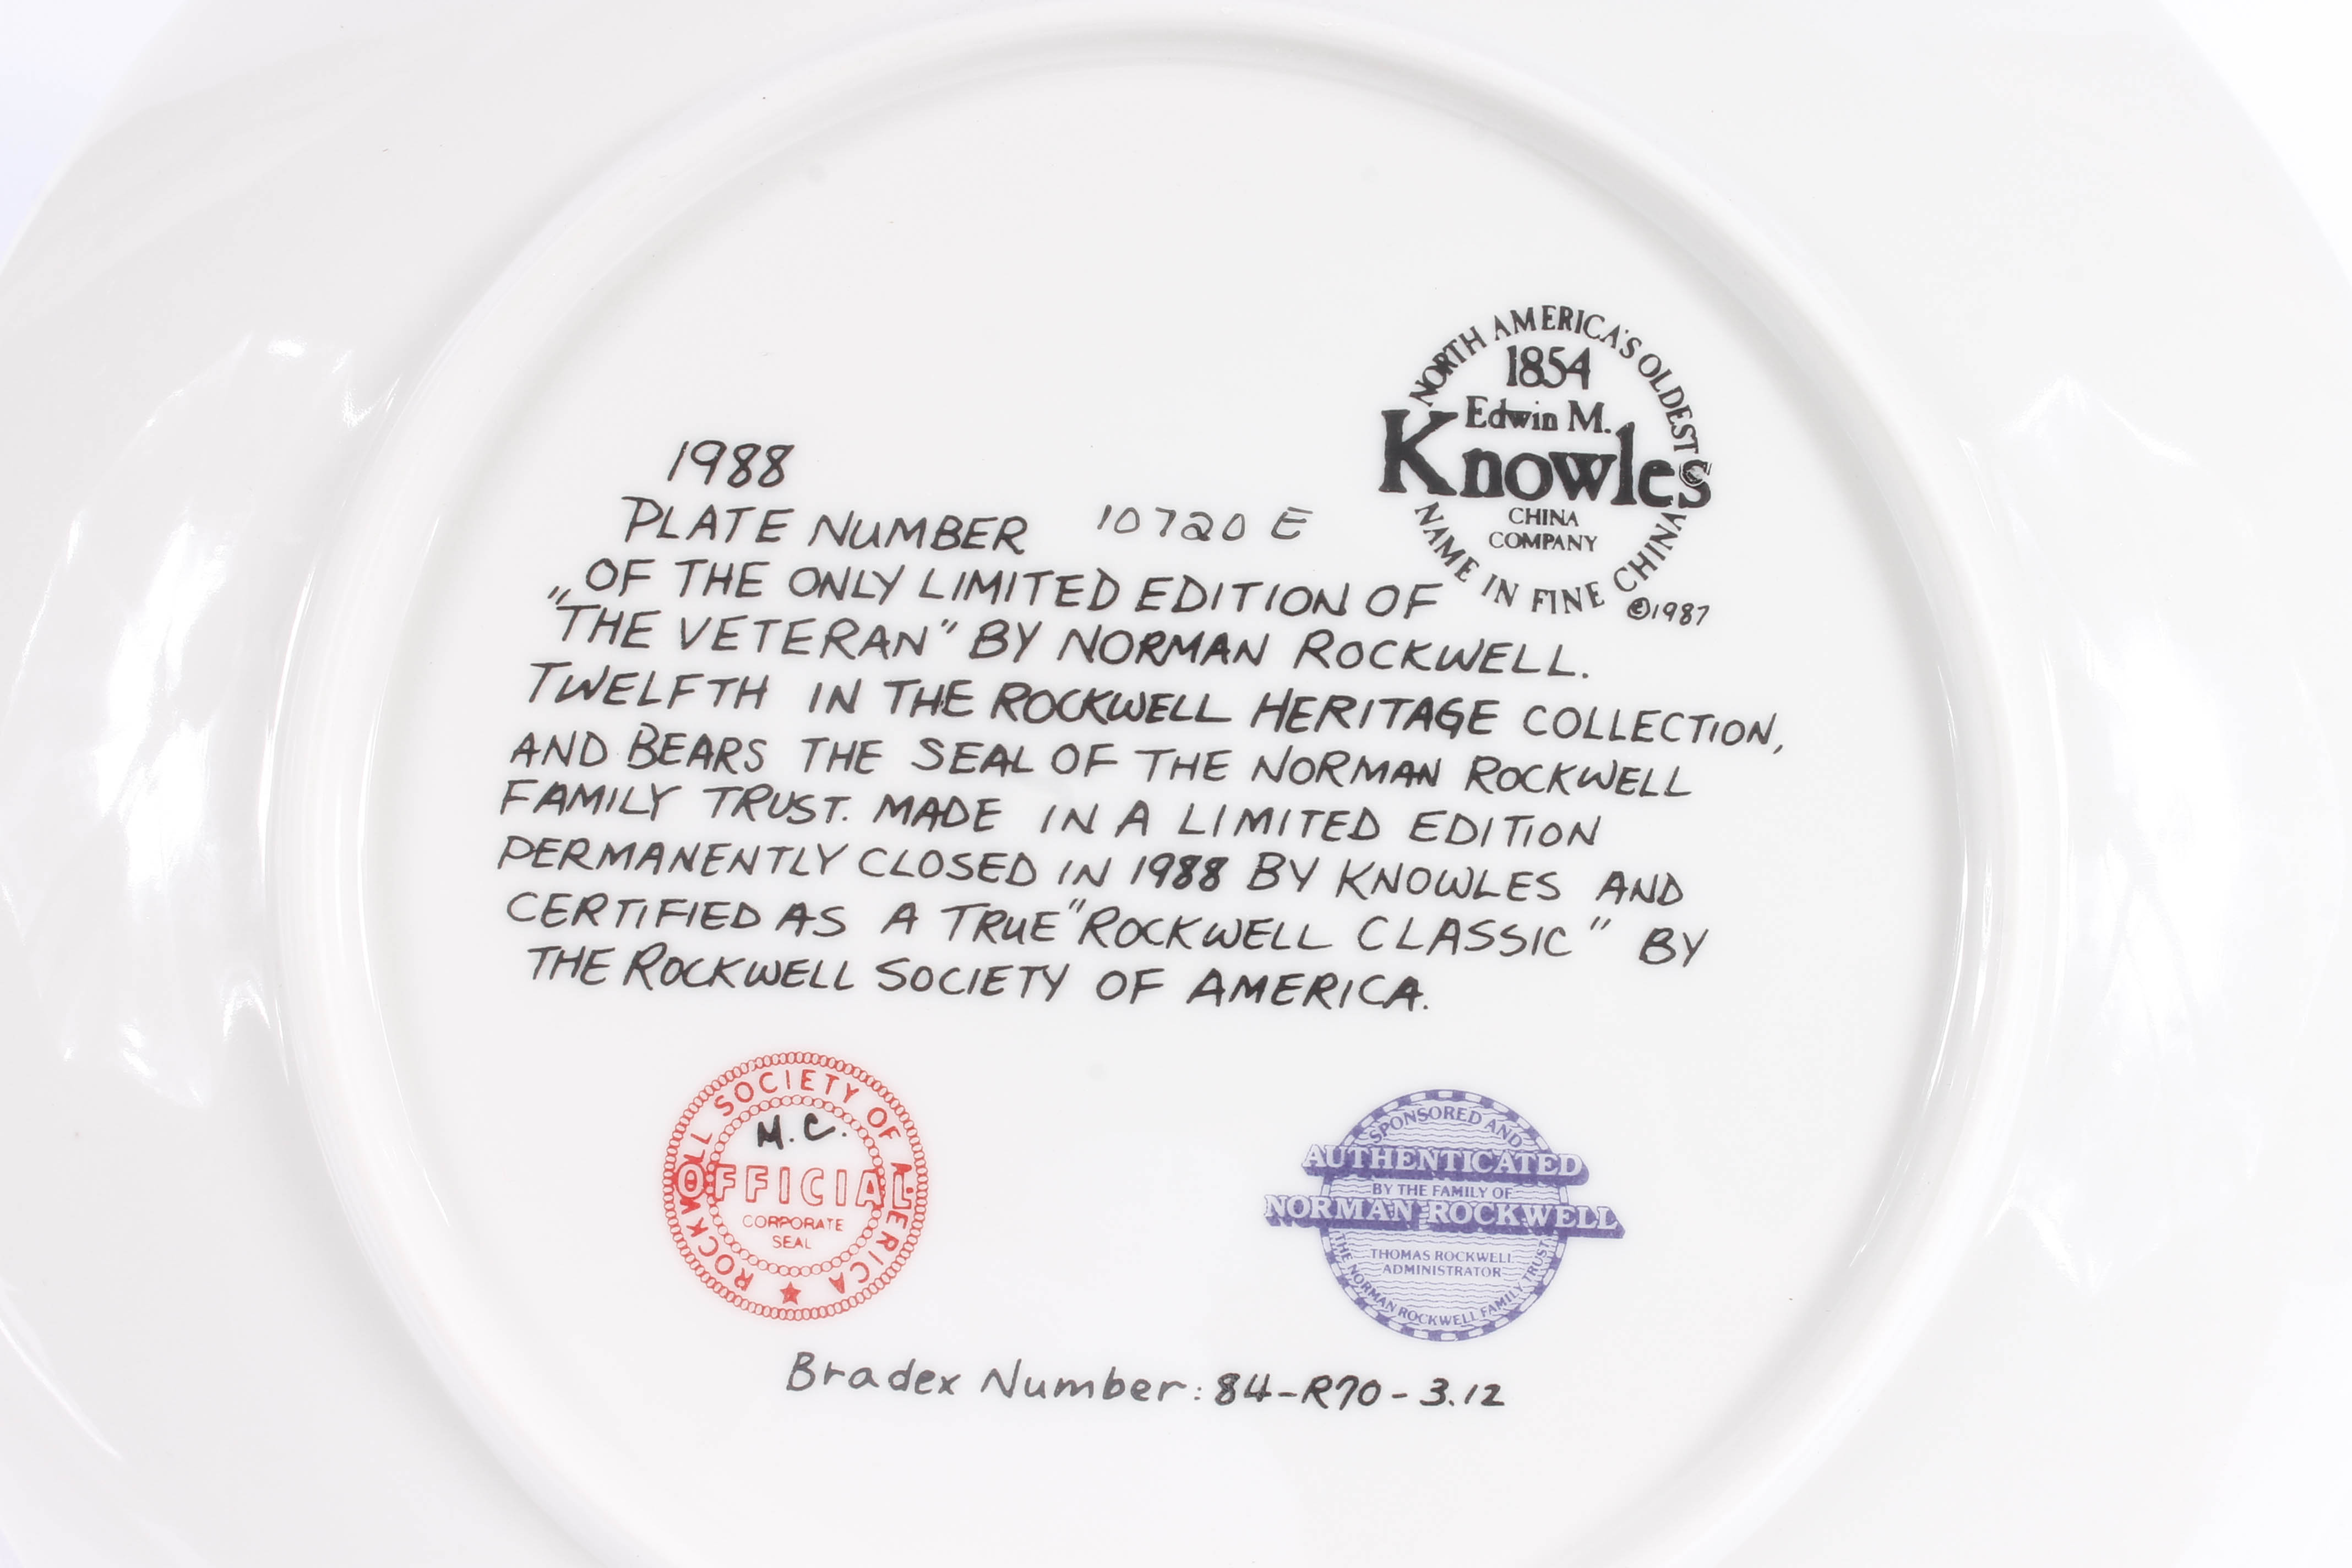 NORTH AMERICA'S OLDEST
1854
Edwin M.
Knowles
CHINA
COMPANY
NAME IN FINE CHINA
©1987
1988
PLATE NUMBER 10720 E
OF THE ONLY LIMITED EDITION OF
"THE VETERAN" BY NORMAN ROCKWELL.
TWELFTH IN THE ROCKWELL HERITAGE COLLECTION,
AND BEARS THE SEAL OF THE NORMAN ROCKWELL
FAMILY TRUST. MADE IN A LIMITED EDITION
PERMANENTLY CLOSED IN 1988 BY KNOWLES AND
CERTIFIED AS A TRUE "ROCKWELL CLASSIC" BY
THE ROCKWELL SOCIETY OF AMERICA.
ROCKWELL SOCIETY OF AMERICA
M.C.
OFFICIAL
CORPORATE
SEAL
SPONSORED AND
AUTHENTICATED
BY THE FAMILY OF
NORMAN ROCKWELL
THOMAS ROCKWELL
ADMINISTRATOR
THE NORMAN ROCKWELL FAMILY TRUST
Bradex Number: 84-R70-3.12